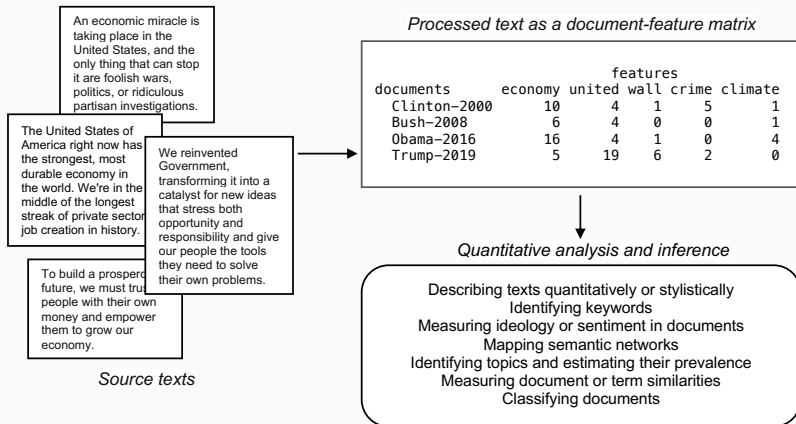 An economic miracle is
taking place in the
United States, and the
only thing that can stop
it are foolish wars,
politics, or ridiculous
partisan investigations.
The United States of
America right now has
the strongest, most
durable economy in
the world. We're in the
middle of the longest
streak of private sector
job creation in history.
We reinvented
Government,
transforming it into a
catalyst for new ideas
that stress both
opportunity and
responsibility and give
our people the tools
they need to solve
their own problems.
To build a
future, we must
people with their own
money and empower
them to grow our
economy.
Source texts
Processed text as a document-feature matrix
features
documents economy united wall crime climate
Clinton-2000 10 4 1 5 1
Bush-2008 6 4 0 0 1
Obama-2016 16 4 1 0 4
Trump-2019 5 19 6 2 0
Quantitative analysis and inference
Describing texts quantitatively or stylistically
Identifying keywords
Measuring ideology or sentiment in documents
Mapping semantic networks
Identifying topics and estimating their prevalence
Measuring document or term similarities
Classifying documents